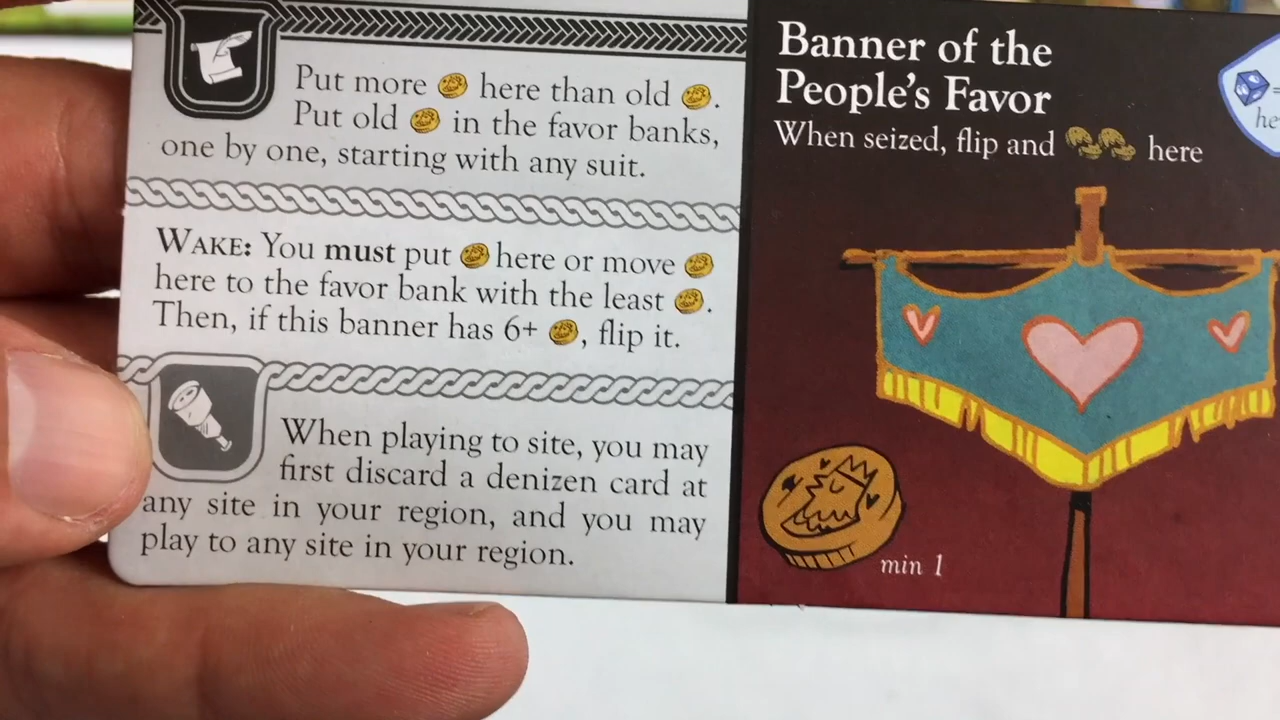 Put more here than old .
Put old in the favor banks,
one by one, starting with any suit.
WAKE: You must put here or move
here to the favor bank with the least .
Then, if this banner has 6+ , flip it.
When playing to site, you may
first discard a denizen card at
any site in your region, and you may
play to any site in your region.
Banner of the
People's Favor
When seized, flip and here
min 1
=